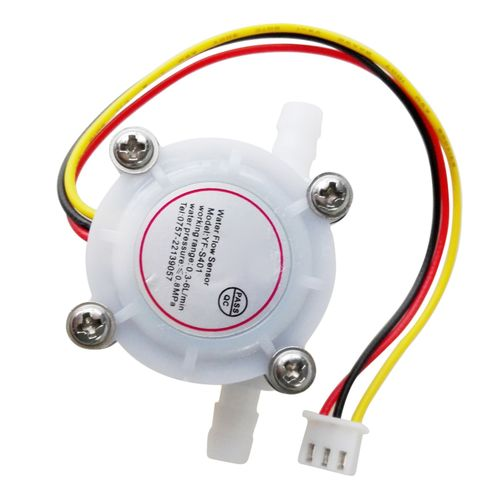 Water Flow Sensor
Model:YF-S401
working range: 0.3-6L/min
water pressure: ≤0.8MPa
Tel:0757-22139057
PASS
QC